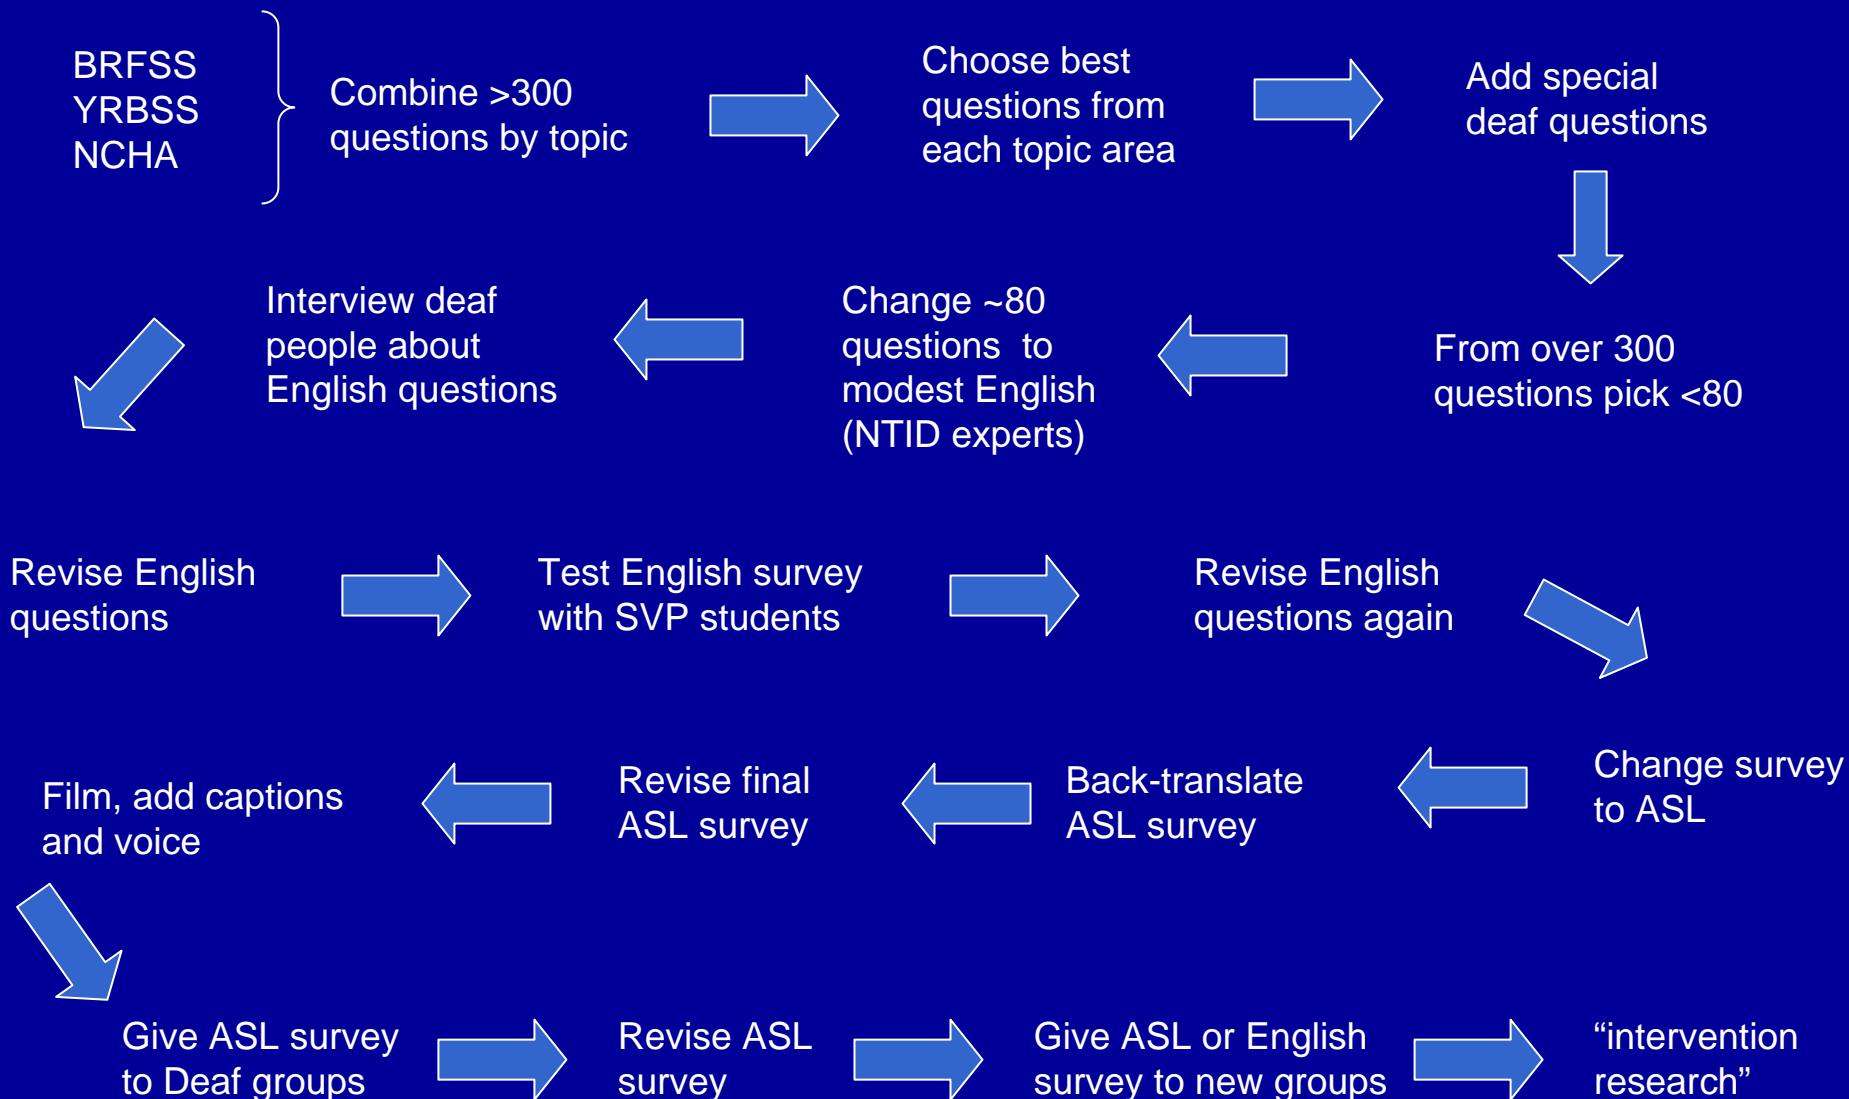 BRFSS
YRBSS
NCHA
Combine >300
questions by topic
Choose best
questions from
each topic area
Add special
deaf questions
From over 300
questions pick <80
Change ~80
questions to
modest English
(NTID experts)
Interview deaf
people about
English questions
Revise English
questions
Test English survey
with SVP students
Revise English
questions again
Change survey
to ASL
Back-translate
ASL survey
Revise final
ASL survey
Film, add captions
and voice
Give ASL survey
to Deaf groups
Revise ASL
survey
Give ASL or English
survey to new groups
“intervention
research”